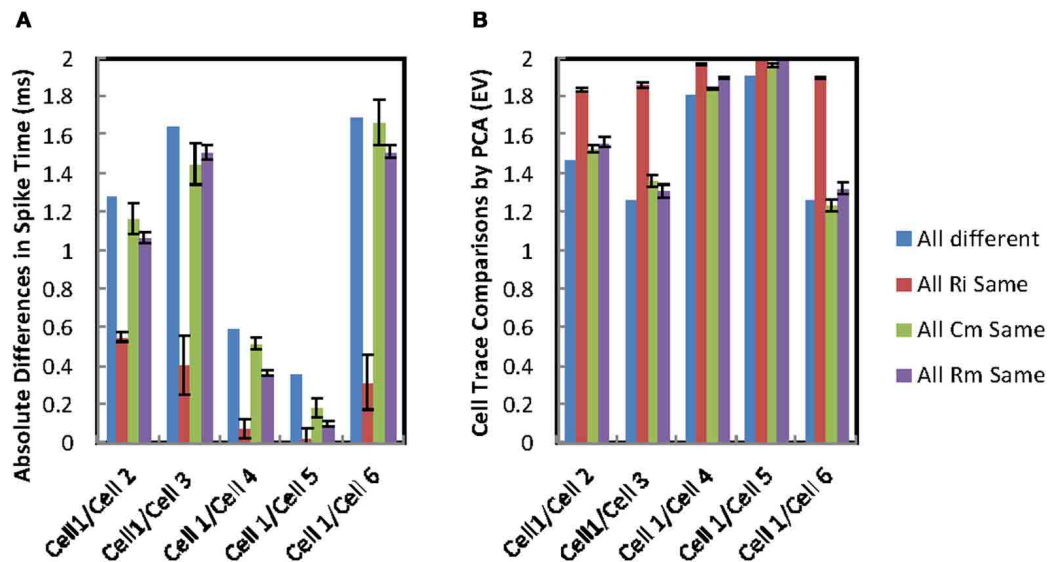 A
Absolute Differences in Spike Time (ms)
2
1.8
1.6
1.4
1.2
1
0.8
0.6
0.4
0.2
0
Cell1/Cell 2
Cell1/Cell 3
Cell 1/Cell 4
Cell 1/Cell 5
Cell 1/Cell 6
B
Cell Trace Comparisons by PCA (EV)
2
1.8
1.6
1.4
1.2
1
0.8
0.6
0.4
0.2
0
Cell1/Cell 2
Cell1/Cell 3
Cell 1/Cell 4
Cell 1/Cell 5
Cell 1/Cell 6
All different
All Ri Same
All Cm Same
All Rm Same